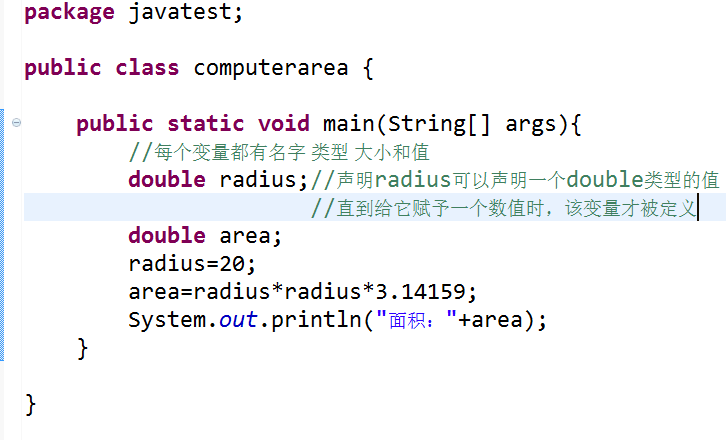 package javatest;
public class computerarea {
public static void main(String[] args){
//每个变量都有名字 类型 大小和值
double radius;//声明radius可以声明一个double类型的值
//直到给它赋予一个数值时，该变量才被定义
double area;
radius=20;
area=radius*radius*3.14159;
System.out.println("面积："+area);
}
}